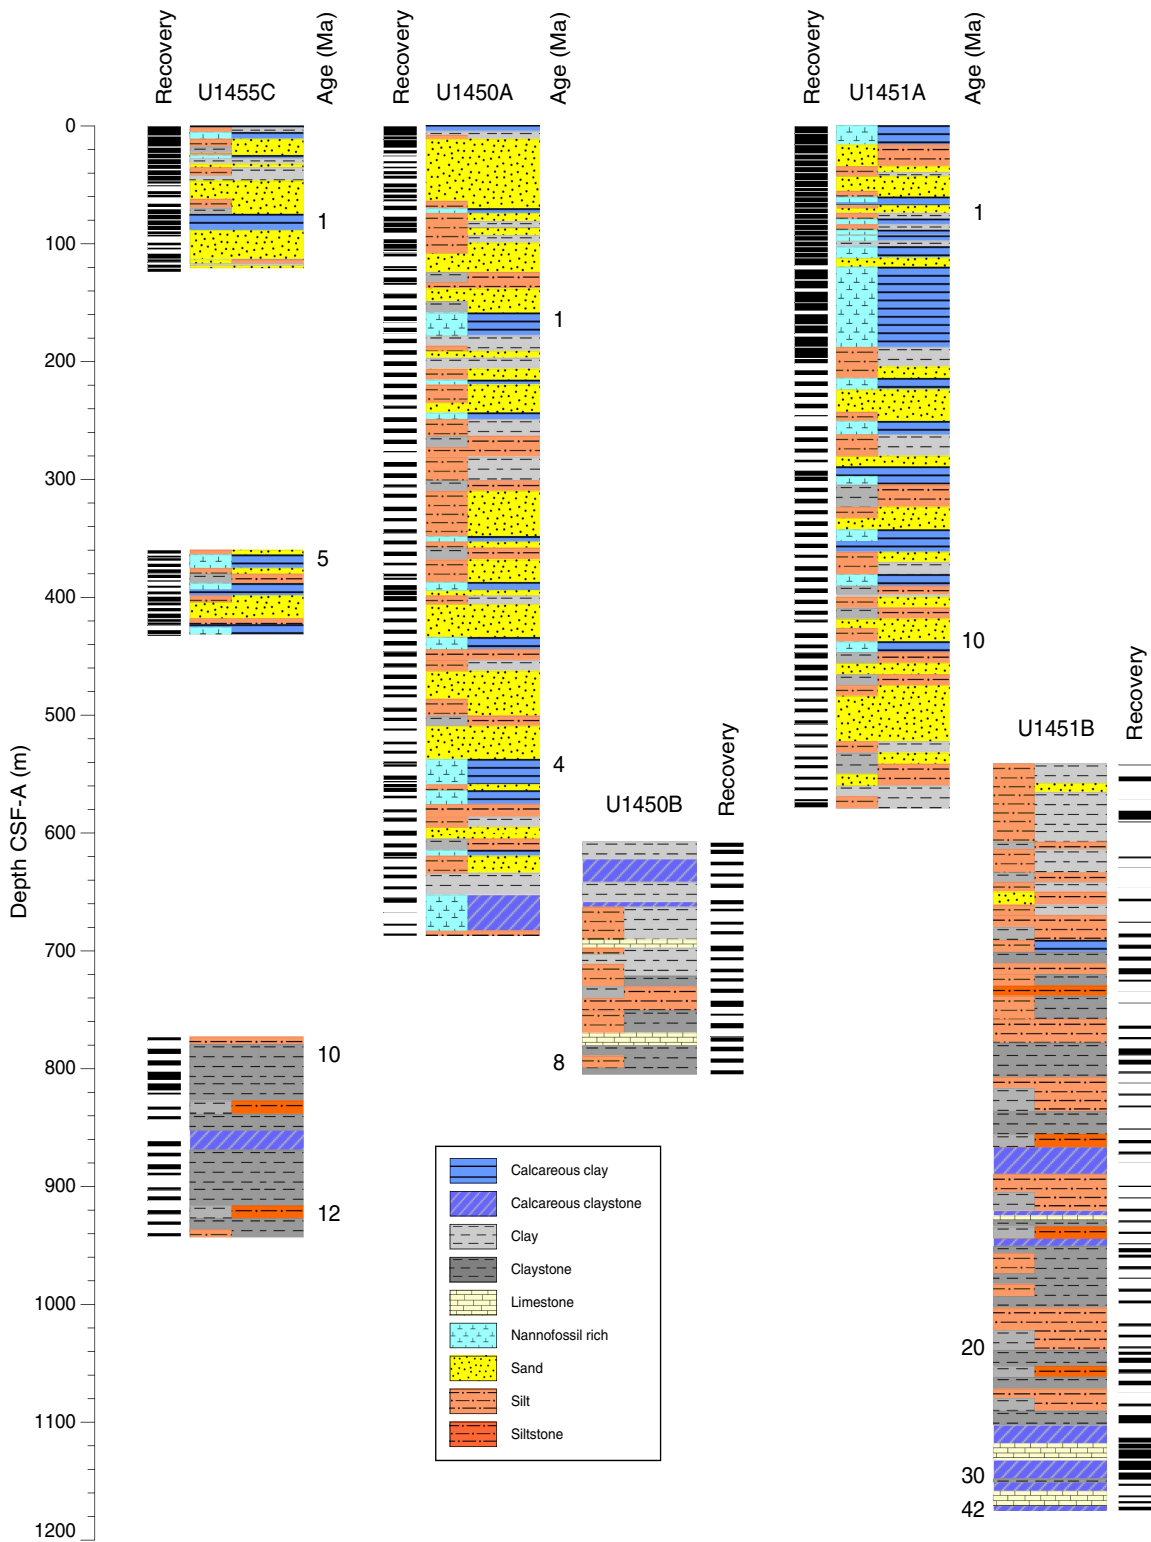 Recovery
U1455C
Age (Ma)
Recovery
U1450A
Age (Ma)
Recovery
U1451A
Age (Ma)
Depth CSF-A (m)
0
100
200
300
400
500
600
700
800
900
1000
1100
1200
1
5
10
12
1
4
8
U1450B
Recovery
1
10
U1451B
Recovery
20
30
42
Calcareous clay
Calcareous claystone
Clay
Claystone
Limestone
Nannofossil rich
Sand
Silt
Siltstone